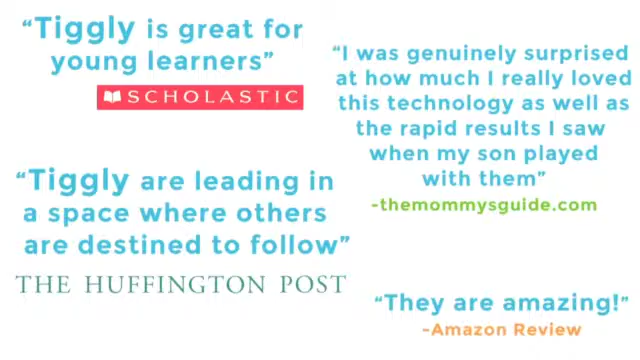 “Tiggly is great for
young learners”
SCHOLASTIC
“Tiggly are leading in
a space where others
are destined to follow”
THE HUFFINGTON POST
“I was genuinely surprised
at how much I really loved
this technology as well as
the rapid results I saw
when my son played
with them”
-themommysguide.com
“They are amazing!”
-Amazon Review